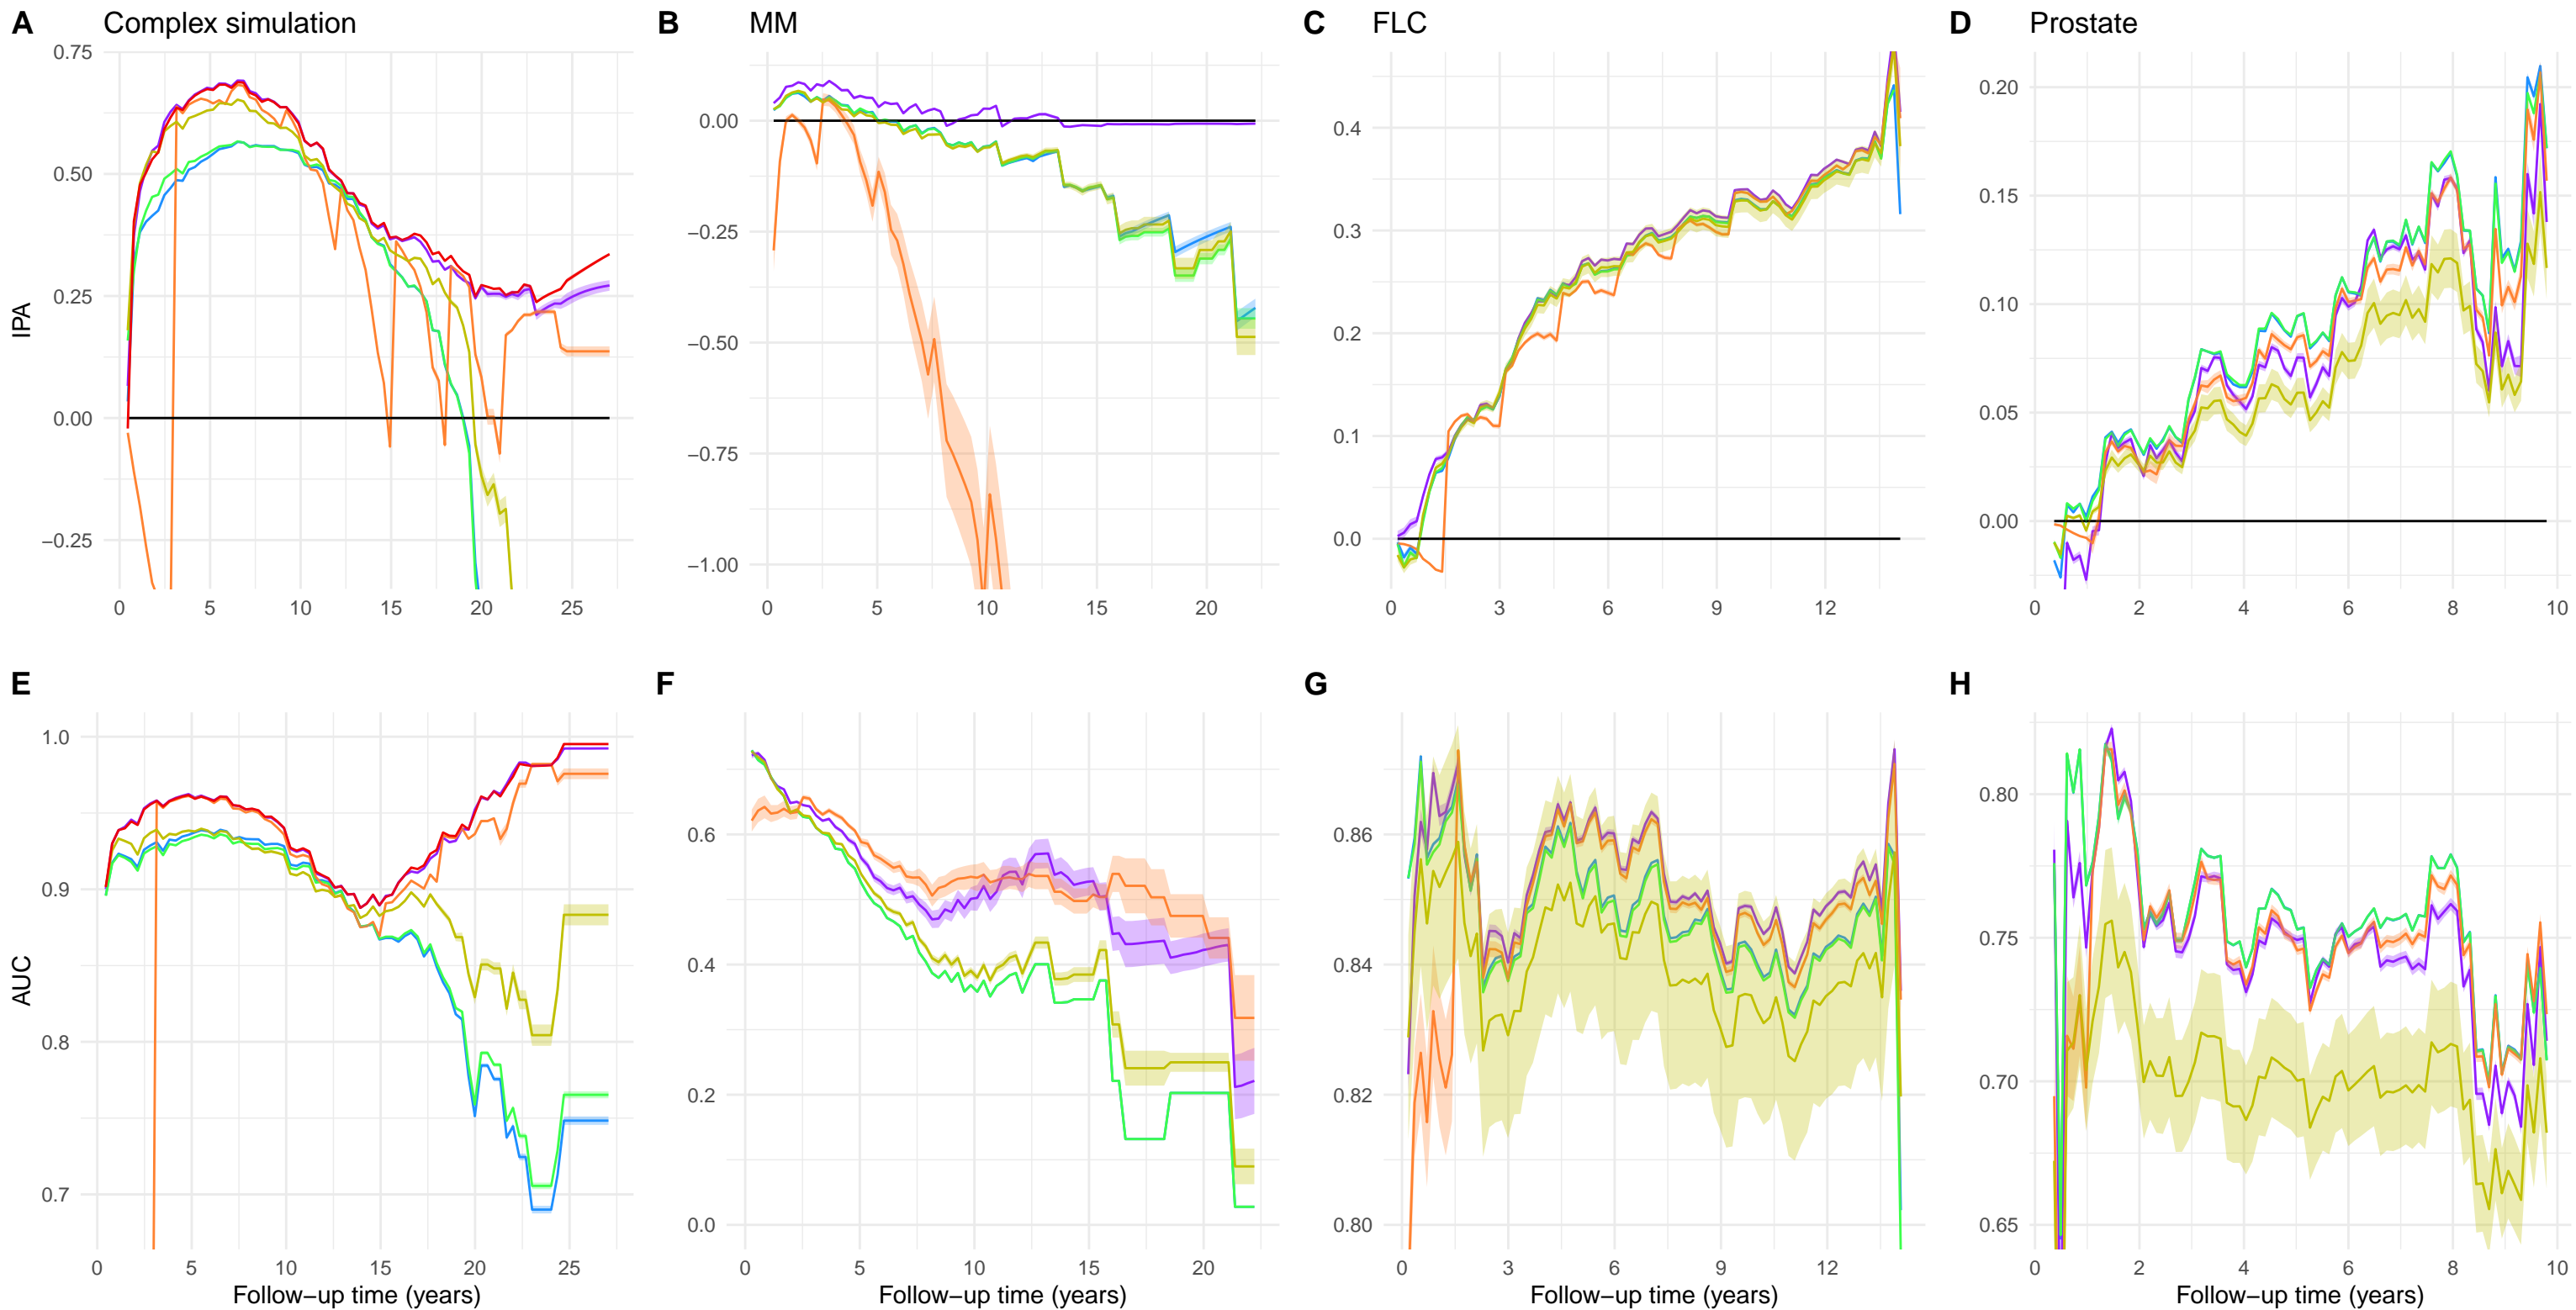 A Complex simulation
B MM
C FLC
D Prostate
IPA
0.75
0.50
0.25
0.00
−0.25
0 5 10 15 20 25
0.00
−0.25
−0.50
−0.75
−1.00
0 5 10 15 20
0.4
0.3
0.2
0.1
0.0
0 3 6 9 12
0.20
0.15
0.10
0.05
0.00
0 2 4 6 8 10
E
F
G
H
AUC
1.0
0.9
0.8
0.7
0 5 10 15 20 25
Follow−up time (years)
0.6
0.4
0.2
0.0
0 5 10 15 20
Follow−up time (years)
0.86
0.84
0.82
0.80
0 3 6 9 12
Follow−up time (years)
0.80
0.75
0.70
0.65
0 2 4 6 8 10
Follow−up time (years)